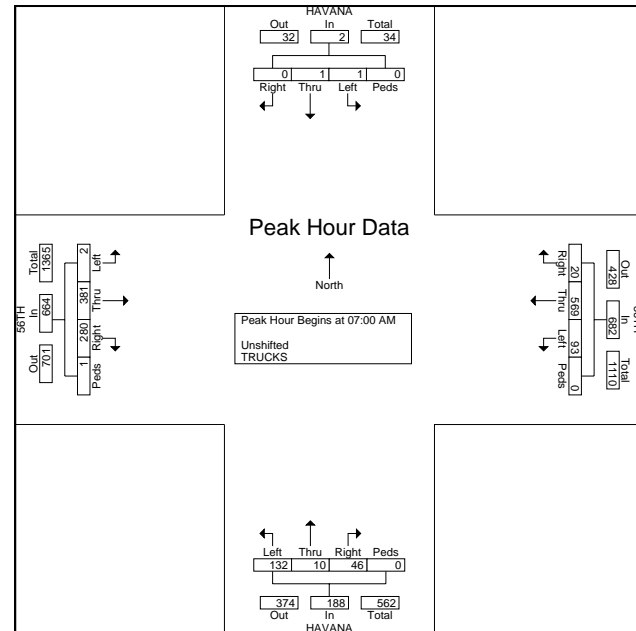 HAVANA
Out In Total
32 2 34
0 1 1 0
Right Thru Left Peds
Peak Hour Data
North
Peak Hour Begins at 07:00 AM
Unshifted
TRUCKS
56TH
Total In Out
1365 664 701
2 381 280 1
Left Thru Right Peds
Out In Total
428 682 1110
20 569 93 0
Right Thru Left Peds
Left Thru Right Peds
132 10 46 0
374 188 562
Out In Total
HAVANA